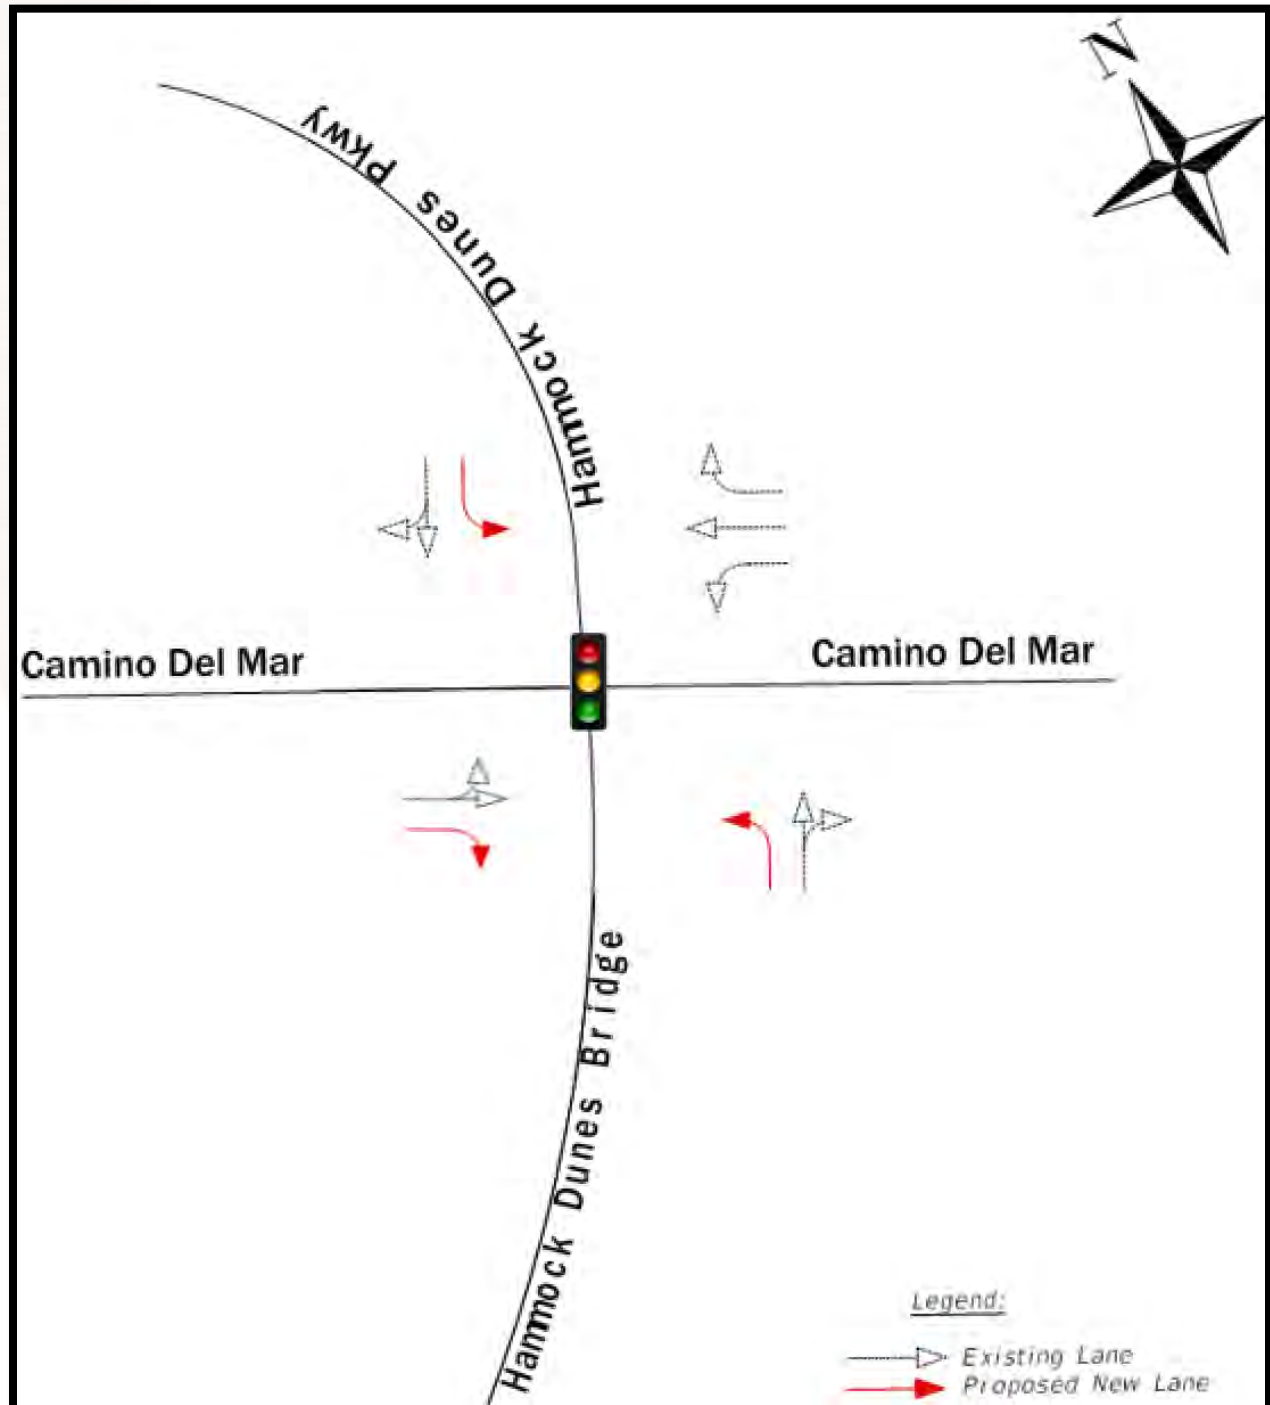 N
Hammock Dunes Pkwy
Camino Del Mar
Camino Del Mar
Hammock Dunes Bridge
Legend:
Existing Lane
Proposed New Lane